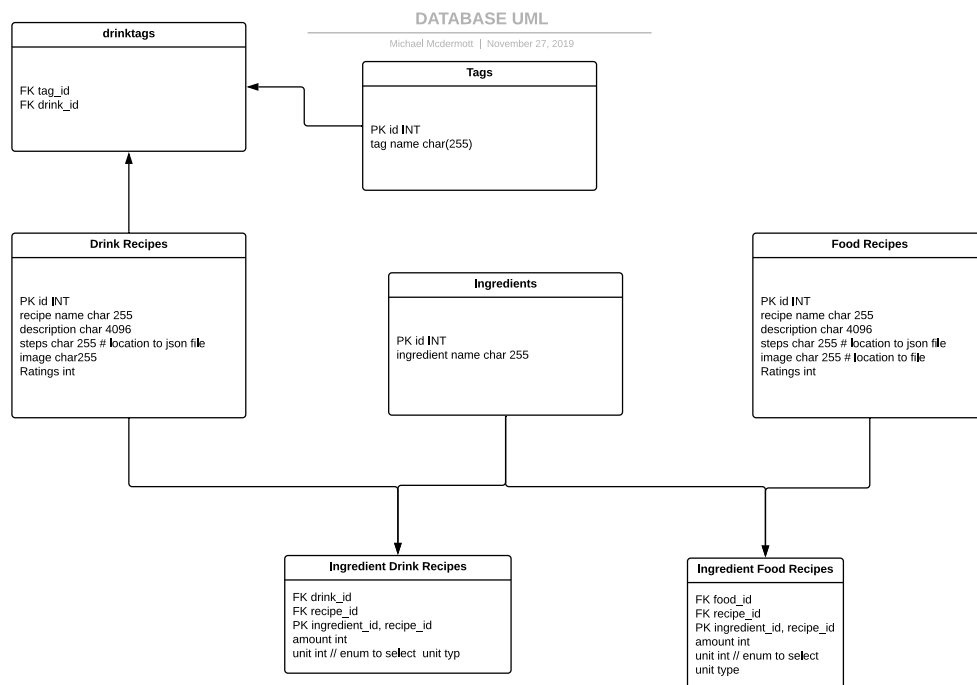 DATABASE UML
Michael Mcdermott | November 27, 2019
drinktags
FK tag_id
FK drink_id
Tags
PK id INT
tag name char(255)
Drink Recipes
PK id INT
recipe name char 255
description char 4096
steps char 255 # location to json file
image char255
Ratings int
Ingredients
PK id INT
ingredient name char 255
Food Recipes
PK id INT
recipe name char 255
description char 4096
steps char 255 # location to json file
image char 255 # location to file
Ratings int
Ingredient Drink Recipes
FK drink_id
FK recipe_id
PK ingredient_id, recipe_id
amount int
unit int // enum to select unit typ
Ingredient Food Recipes
FK food_id
FK recipe_id
PK ingredient_id, recipe_id
amount int
unit int // enum to select
unit type